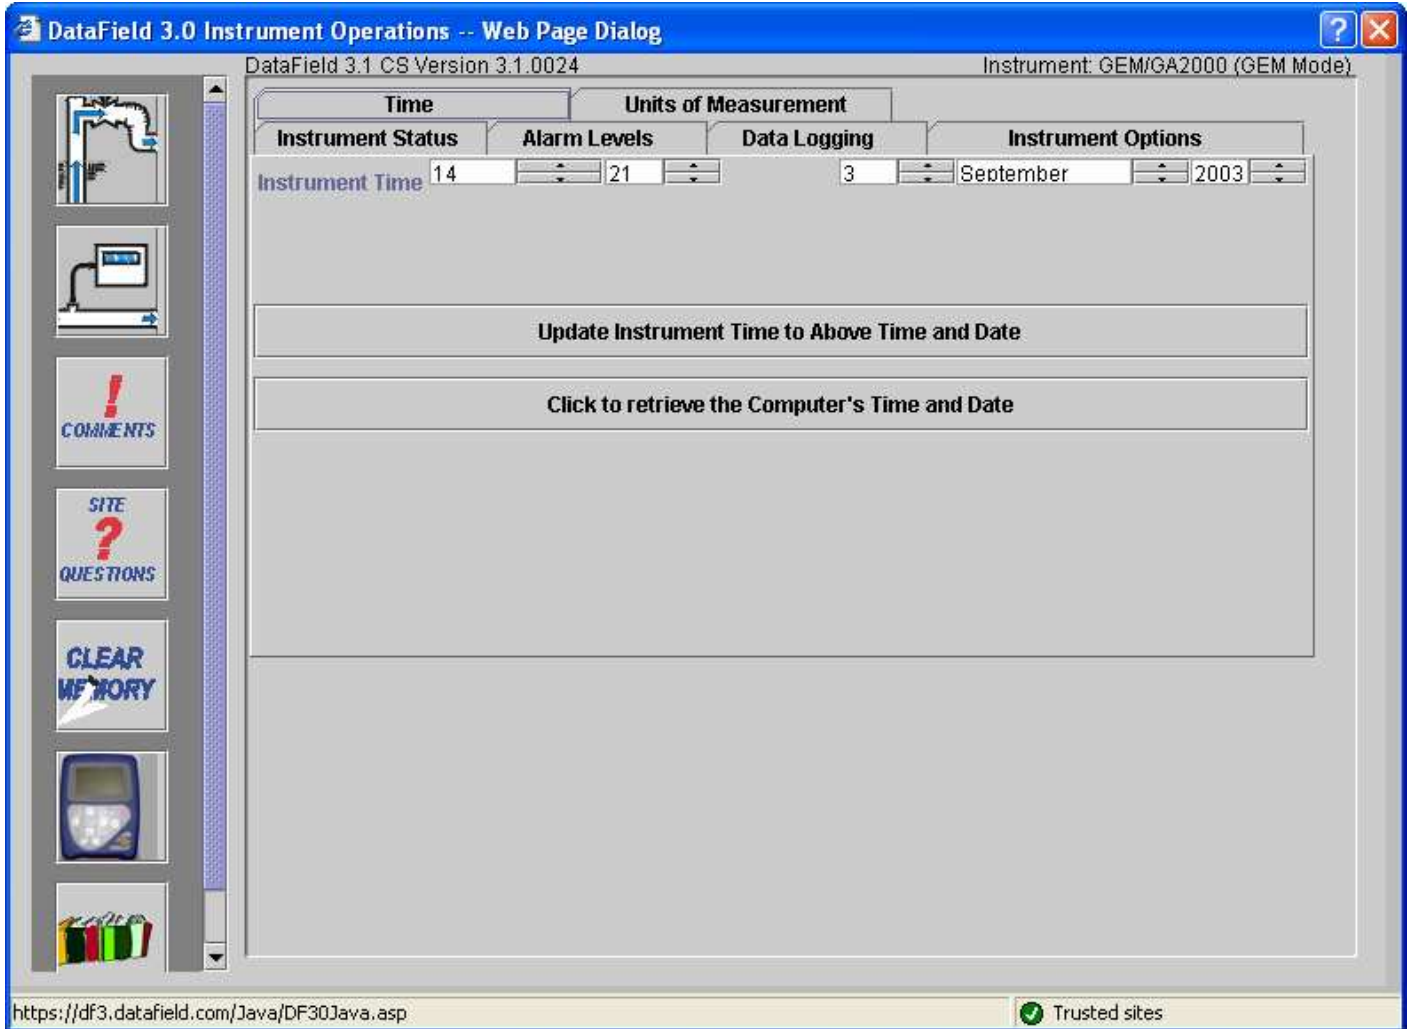 DataField 3.0 Instrument Operations -- Web Page Dialog
DataField 3.1 CS Version 3.1.0024 Instrument: GEM/GA2000 (GEM Mode)
Time Units of Measurement
Instrument Status Alarm Levels Data Logging Instrument Options
Instrument Time 14 21 3 September 2003
Update Instrument Time to Above Time and Date
Click to retrieve the Computer's Time and Date
!
COMMENTS
SITE
?
QUESTIONS
CLEAR
MEMORY
https://df3.datafield.com/Java/DF30Java.asp Trusted sites